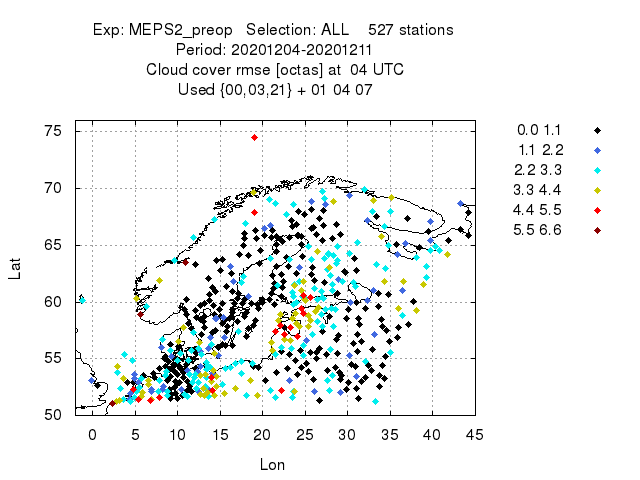 Exp: MEPS2_preop   Selection: ALL    527 stations
Period: 20201204-20201211
Cloud cover rmse [octas] at  04 UTC
Used {00,03,21} + 01 04 07
0.0 1.1
1.1 2.2
2.2 3.3
3.3 4.4
4.4 5.5
5.5 6.6
75
70
65
60
55
50
Lat
0 5 10 15 20 25 30 35 40 45
Lon